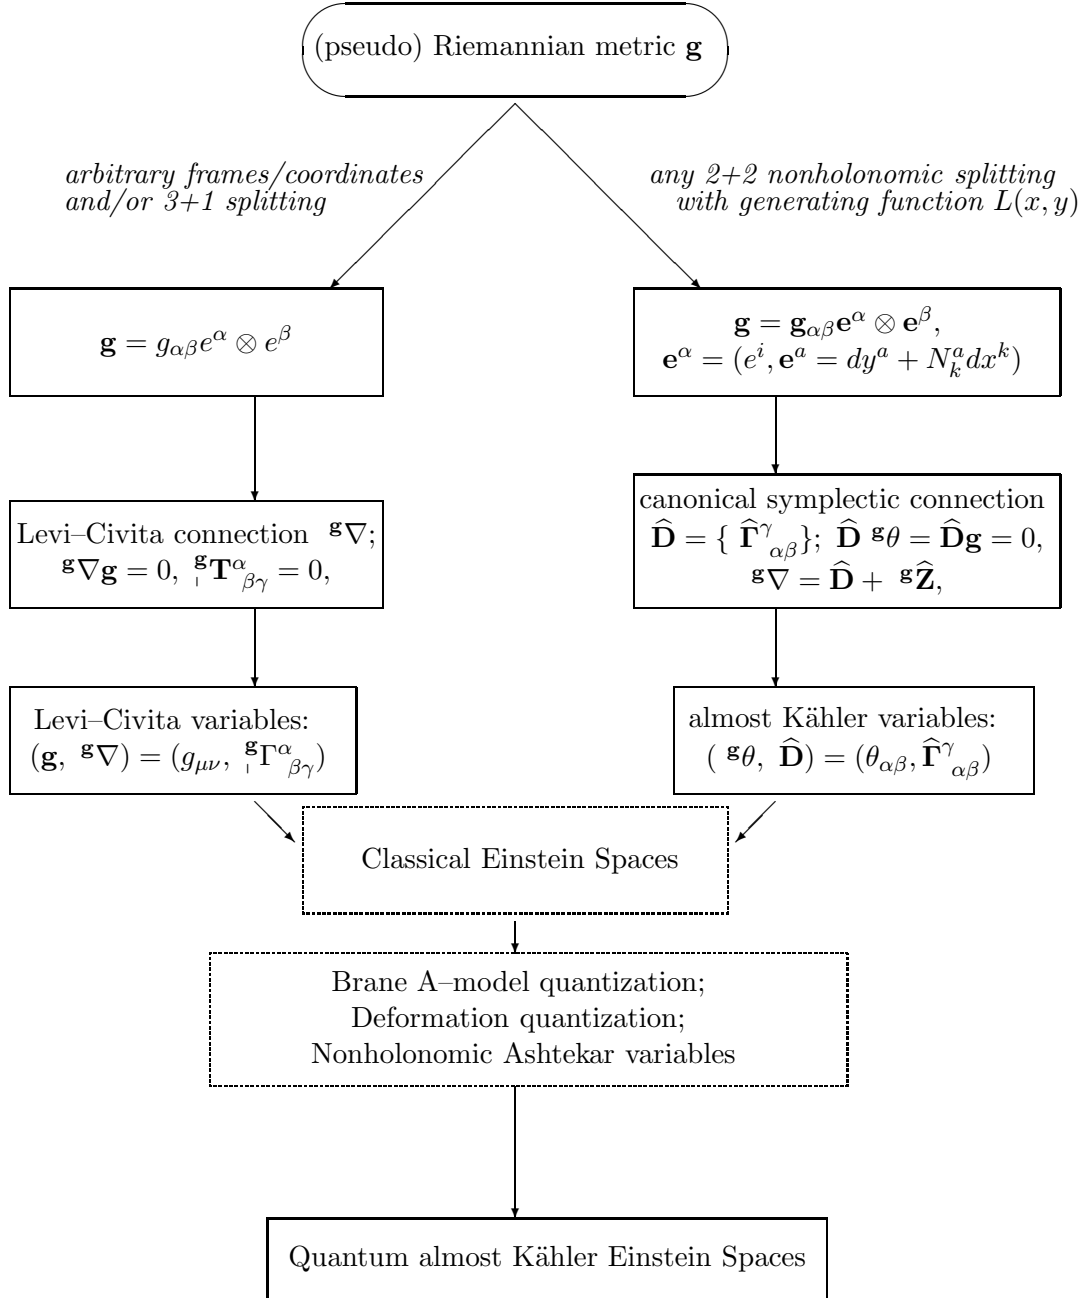 (pseudo) Riemannian metric 𝐠
arbitrary frames/coordinates
and/or 3+1 splitting
any 2+2 nonholonomic splitting
with generating function L(x, y)
𝐠 = g_{αβ}e^α ⊗ e^β
𝐠 = 𝐠_{αβ}𝐞^α ⊗ 𝐞^β,
𝐞^α = (e^i, 𝐞^a = dy^a + N^a_k dx^k)
Levi–Civita connection ^𝐠∇;
^𝐠∇𝐠 = 0, ^𝐠_╵𝐓^α_{βγ} = 0,
canonical symplectic connection
𝐃̂ = { 𝚪̂^γ_{αβ}}; 𝐃̂ ^𝐠θ = 𝐃̂𝐠 = 0,
^𝐠∇ = 𝐃̂ + ^𝐠𝐙̂,
Levi–Civita variables:
(𝐠, ^𝐠∇) = (g_{μν}, ^𝐠_╵Γ^α_{βγ})
almost Kähler variables:
( ^𝐠θ, 𝐃̂) = (θ_{αβ}, 𝚪̂^γ_{αβ})
Classical Einstein Spaces
Brane A–model quantization;
Deformation quantization;
Nonholonomic Ashtekar variables
Quantum almost Kähler Einstein Spaces